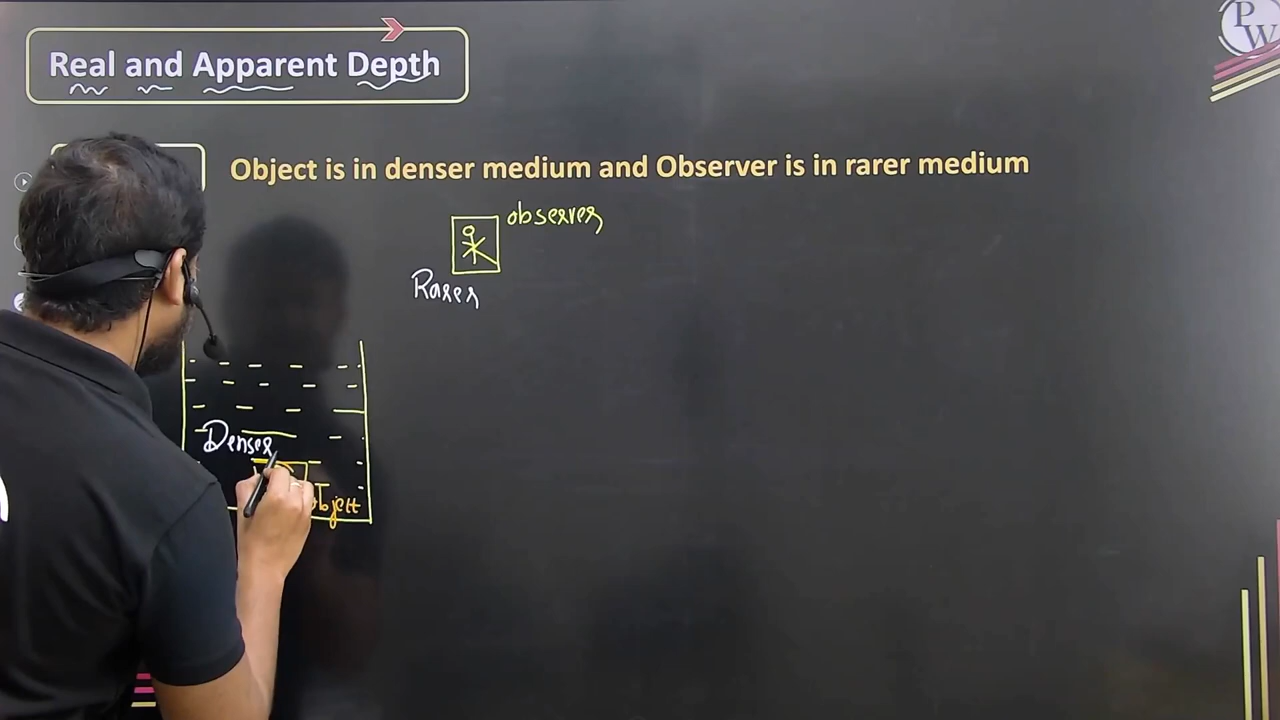 Real and Apparent Depth
PW
Object is in denser medium and Observer is in rarer medium
observer
Rarer
Denser
Object